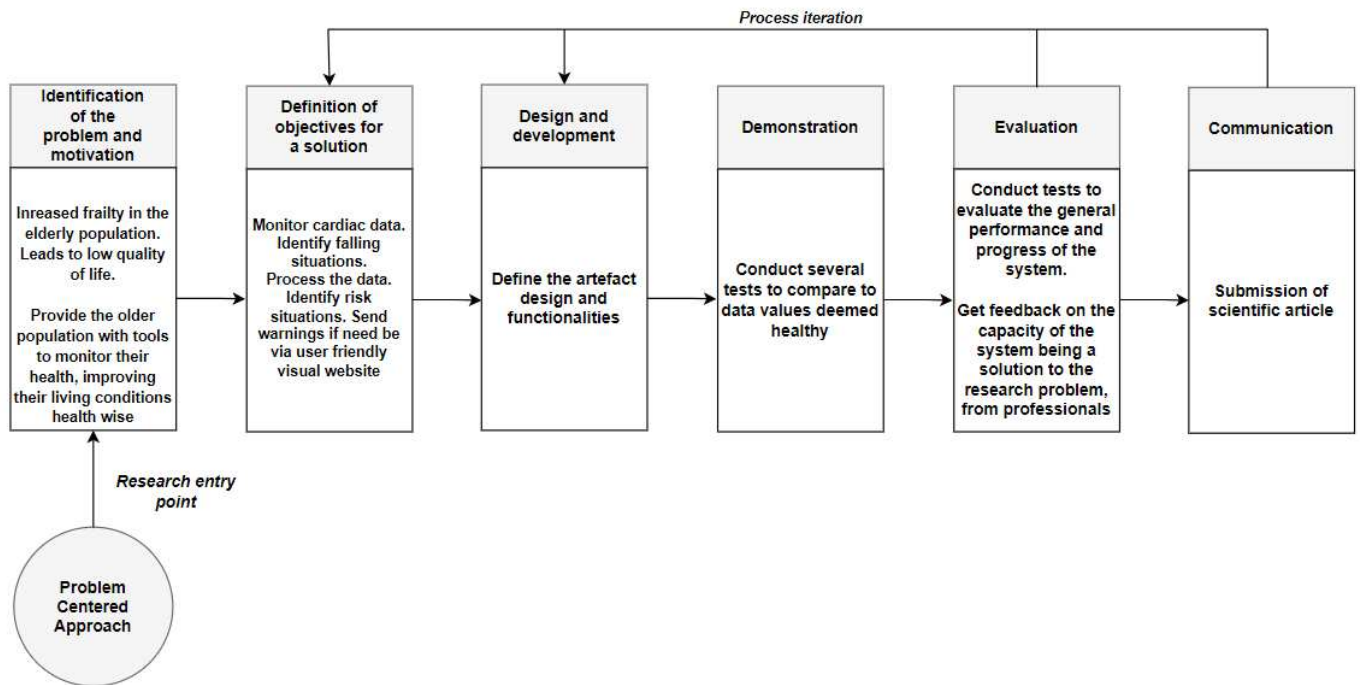 Process iteration
Identification
of the
problem and
motivation
Inreased frailty in the
elderly population.
Leads to low quality
of life.
Provide the older
population with tools
to monitor their
health, improving
their living conditions
health wise
Definition of
objectives for
a solution
Monitor cardiac data.
Identify falling
situations.
Process the data.
Identify risk
situations. Send
warnings if need be
via user friendly
visual website
Design and
development
Define the artefact
design and
functionalities
Demonstration
Conduct several
tests to compare to
data values deemed
healthy
Evaluation
Conduct tests to
evaluate the general
performance and
progress of the
system.
Get feedback on the
capacity of the
system being a
solution to the
research problem,
from professionals
Communication
Submission of
scientific article
Research entry
point
Problem
Centered
Approach